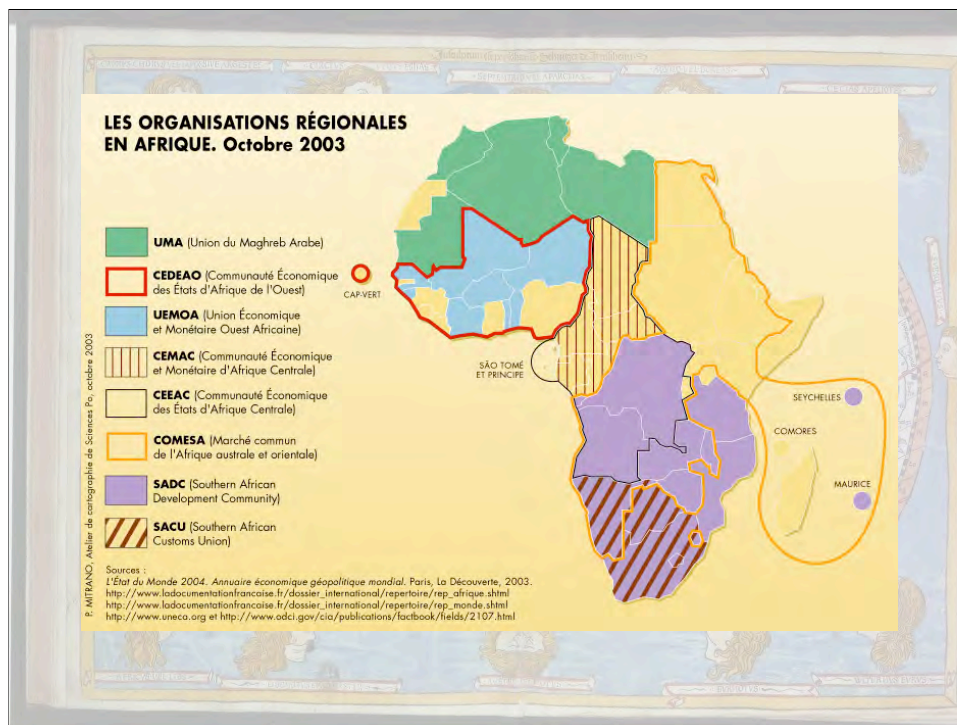 LES ORGANISATIONS RÉGIONALES
EN AFRIQUE. Octobre 2003
UMA (Union du Maghreb Arabe)
CEDEAO (Communauté Économique
des États d'Afrique de l'Ouest)
UEMOA (Union Économique
et Monétaire Ouest Africaine)
CEMAC (Communauté Économique
et Monétaire d'Afrique Centrale)
CEEAC (Communauté Économique
des États d'Afrique Centrale)
COMESA (Marché commun
de l'Afrique australe et orientale)
SADC (Southern African
Development Community)
SACU (Southern African
Customs Union)
CAP-VERT
SÃO TOMÉ
ET PRINCIPE
SEYCHELLES
COMORES
MAURICE
Sources :
L'État du Monde 2004. Annuaire économique géopolitique mondial. Paris, La Découverte, 2003.
http://www.ladocumentationfrancaise.fr/dossier_international/repertoire/rep_afrique.shtml
http://www.ladocumentationfrancaise.fr/dossier_international/repertoire/rep_monde.shtml
http://www.uneca.org et http://www.odci.gov/cia/publications/factbook/fields/2107.html
P. MITRANO, Atelier de cartographie de Sciences Po, octobre 2003